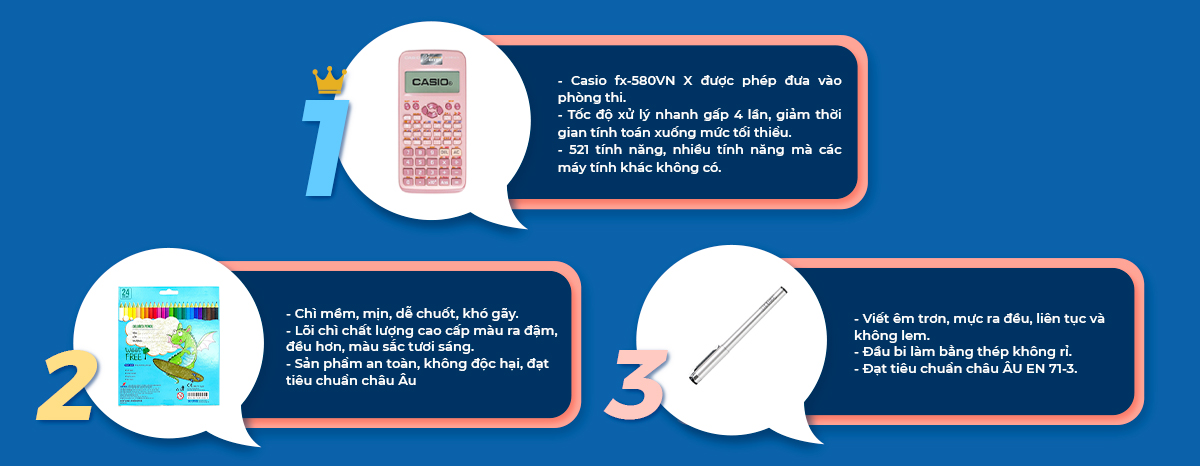 1
CASIO
- Casio fx-580VN X được phép đưa vào
phòng thi.
- Tốc độ xử lý nhanh gấp 4 lần, giảm thời
gian tính toán xuống mức tối thiểu.
- 521 tính năng, nhiều tính năng mà các
máy tính khác không có.
2
24
COLORED PENCIL
WOOD
FREE
- Chì mềm, mịn, dễ chuốt, khó gãy.
- Lõi chì chất lượng cao cấp màu ra đậm,
đều hơn, màu sắc tươi sáng.
- Sản phẩm an toàn, không độc hại, đạt
tiêu chuẩn châu Âu
3
- Viết êm trơn, mực ra đều, liên tục và
không lem.
- Đầu bi làm bằng thép không rỉ.
- Đạt tiêu chuẩn châu ÂU EN 71-3.